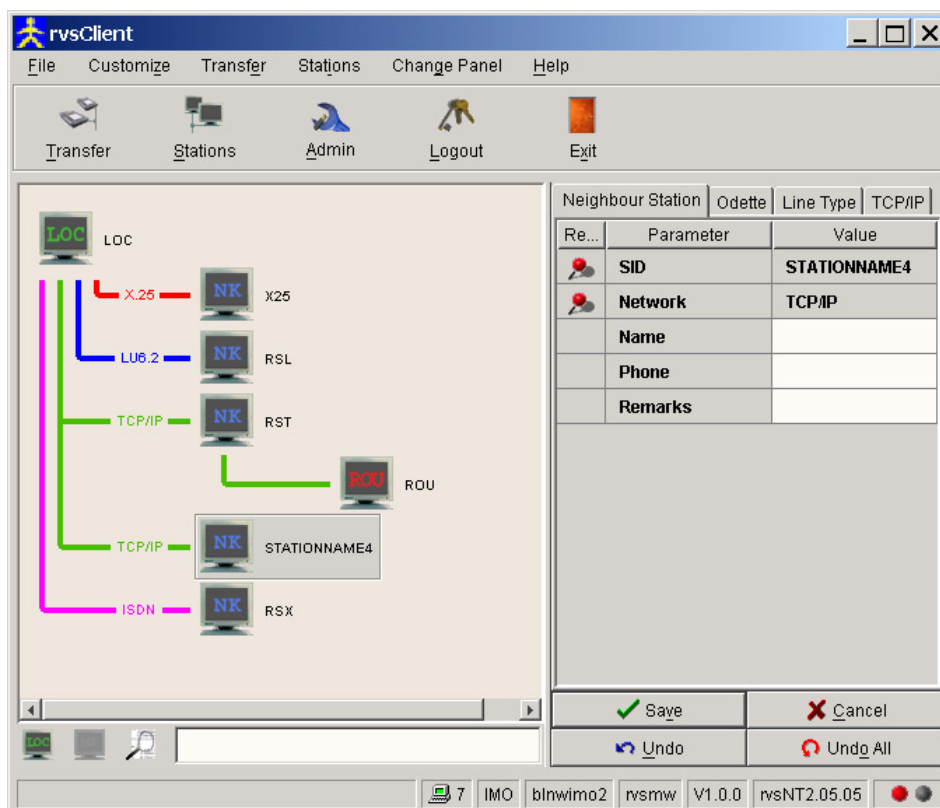 rvsClient
File Customize Transfer Stations Change Panel Help
Transfer Stations Admin Logout Exit
LOC LOC
X.25 NK X25
LU6.2 NK RSL
TCP/IP NK RST
ROU ROU
TCP/IP NK STATIONNAME4
ISDN NK RSX
Neighbour Station Odette Line Type TCP/IP
Re... Parameter Value
SID STATIONNAME4
Network TCP/IP
Name
Phone
Remarks
Save Cancel
Undo Undo All
LOC
7 IMO blnwimo2 rvsmw V1.0.0 rvsNT2.05.05